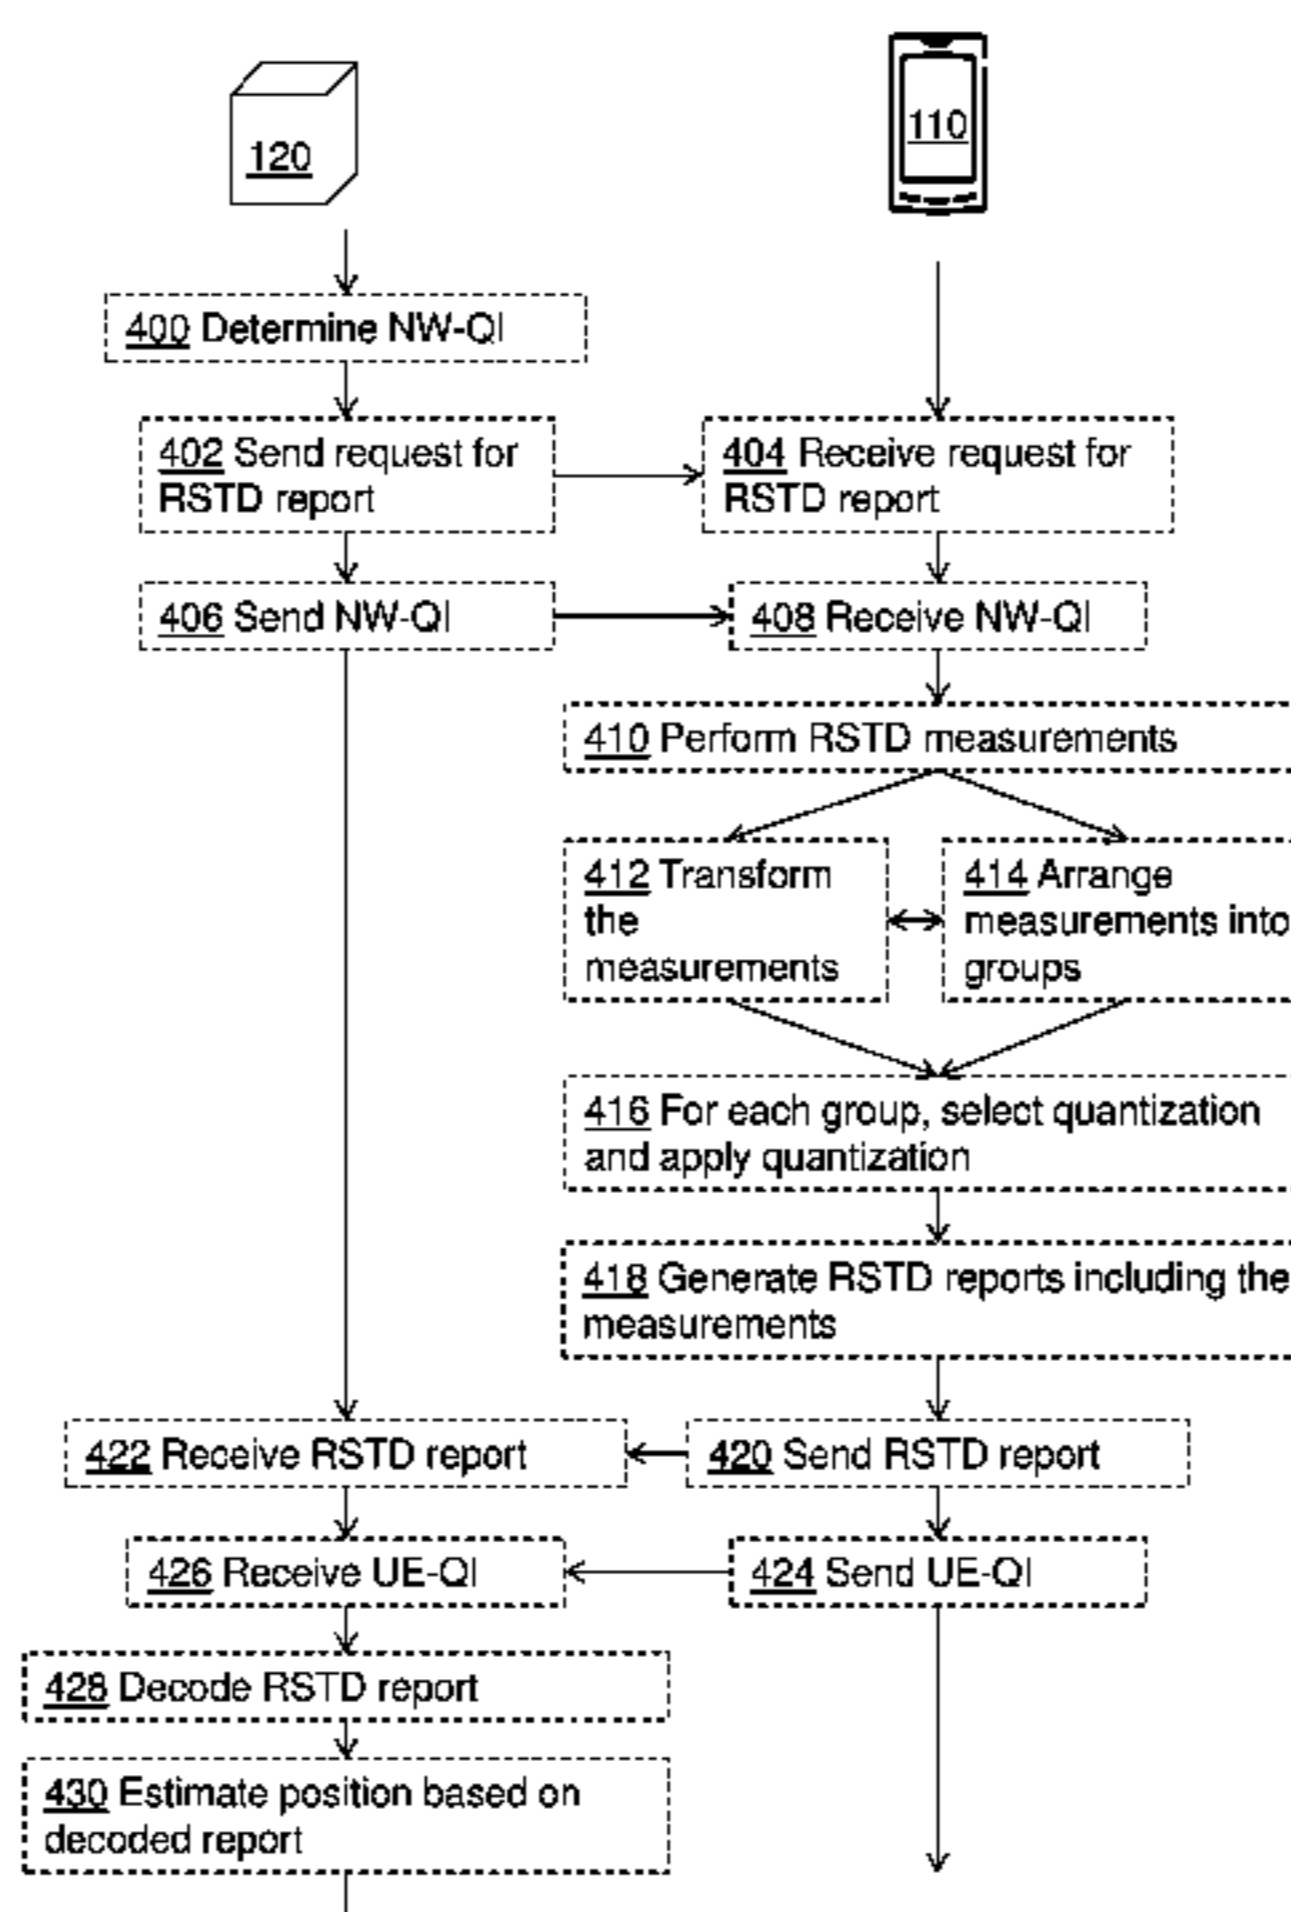 120
110
400 Determine NW-QI
402 Send request for
RSTD report
404 Receive request for
RSTD report
406 Send NW-QI
408 Receive NW-QI
410 Perform RSTD measurements
412 Transform
the
measurements
414 Arrange
measurements into
groups
416 For each group, select quantization
and apply quantization
418 Generate RSTD reports including the
measurements
422 Receive RSTD report
420 Send RSTD report
426 Receive UE-QI
424 Send UE-QI
428 Decode RSTD report
430 Estimate position based on
decoded report